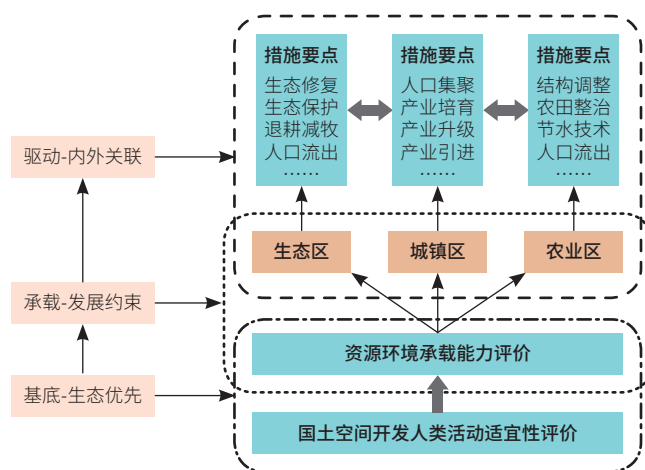 措施要点
生态修复
生态保护
退耕减牧
人口流出
……
措施要点
人口集聚
产业培育
产业升级
产业引进
……
措施要点
结构调整
农田整治
节水技术
人口流出
……
驱动-内外关联
生态区
城镇区
农业区
承载-发展约束
资源环境承载能力评价
基底-生态优先
国土空间开发人类活动适宜性评价